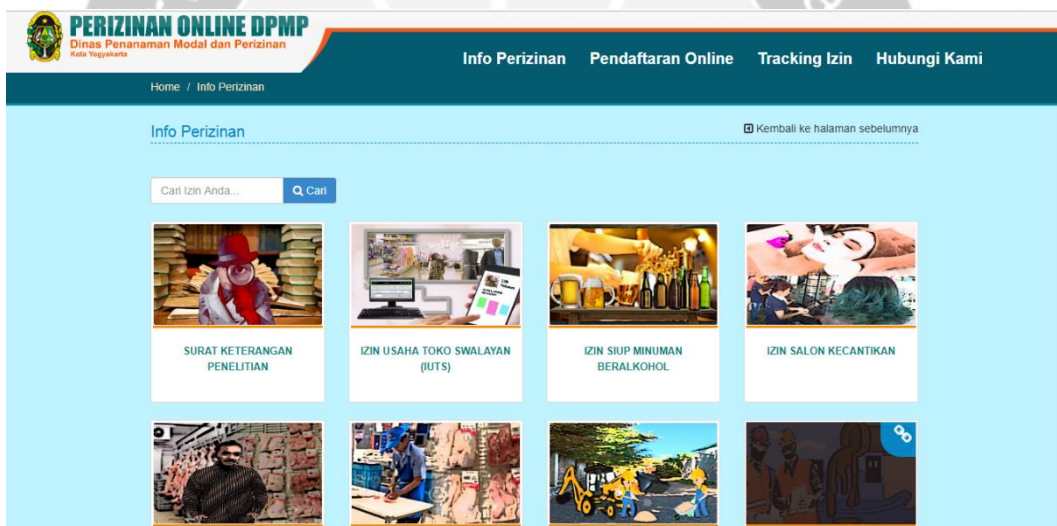 PERIZINAN ONLINE DPMP
Dinas Penanaman Modal dan Perizinan
Kota Yogyakarta
Info Perizinan Pendaftaran Online Tracking Izin Hubungi Kami
Home / Info Perizinan
Info Perizinan
Kembali ke halaman sebelumnya
Cari Izin Anda...
Cari
SURAT KETERANGAN
PENELITIAN
IZIN USAHA TOKO SWALAYAN
(IUTS)
IZIN SIUP MINUMAN
BERALKOHOL
IZIN SALON KECANTIKAN